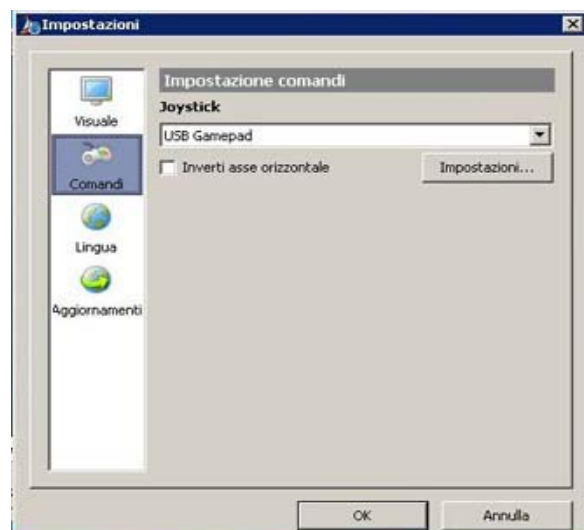 Impostazioni
Visuale
Comandi
Lingua
Aggiornamenti
Impostazione comandi
Joystick
USB Gamepad
Inverti asse orizzontale
Impostazioni...
OK
Annulla